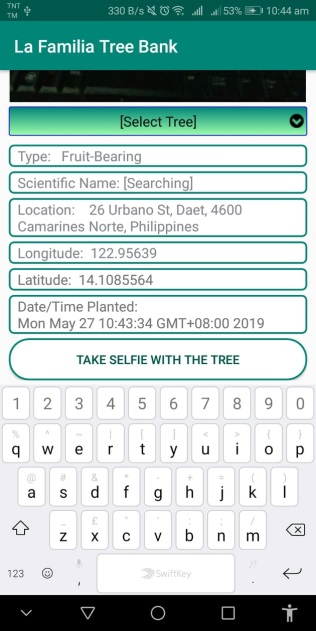 TNT
TM
330 B/s
53%
10:44 am
La Familia Tree Bank
[Select Tree]
Type: Fruit-Bearing
Scientific Name: [Searching]
Location: 26 Urbano St, Daet, 4600
Camarines Norte, Philippines
Longitude: 122.95639
Latitude: 14.1085564
Date/Time Planted:
Mon May 27 10:43:34 GMT+08:00 2019
TAKE SELFIE WITH THE TREE
1 2 3 4 5 6 7 8 9 0
% ^ ~ | [ ] < > { }
q w e r t y u i o p
@ # & * - + = ( )
a s d f g h j k l
_ £ " ' : ; /
z x c v b n m
123 , SwiftKey . !?